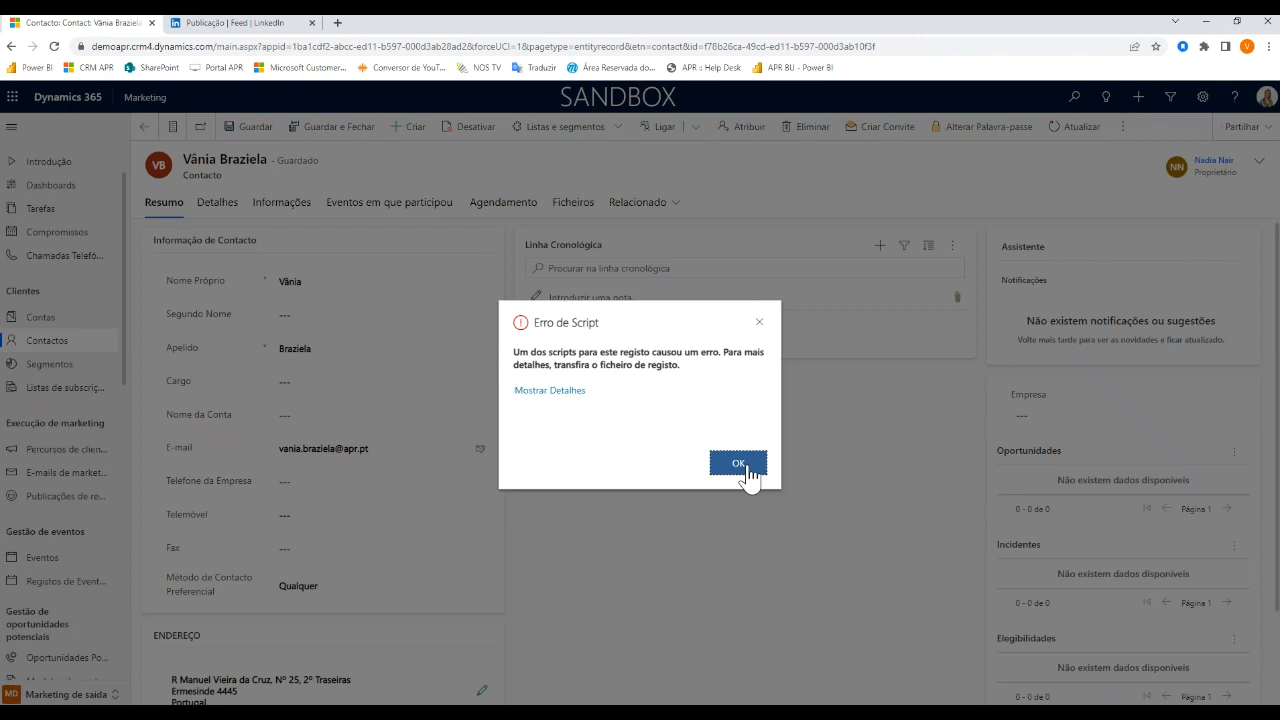 Contacto: Contact: Vânia Braziela
Publicação | Feed | LinkedIn
demoapr.crm4.dynamics.com/main.aspx?appid=1ba1cdf2-abcc-ed11-b597-000d3ab28ad2&forceUCI=1&pagetype=entityrecord&etn=contact&id=f78b26ca-49cd-ed11-b597-000d3ab10f3f
V
Power BI
CRM APR
SharePoint
Portal APR
Microsoft Customer...
Conversor de YouT...
NOS TV
Traduzir
Área Reservada do...
APR :: Help Desk
APR BU - Power BI
Dynamics 365
Marketing
SANDBOX
Guardar
Guardar e Fechar
Criar
Desativar
Listas e segmentos
Ligar
Atribuir
Eliminar
Criar Convite
Alterar Palavra-passe
Atualizar
Partilhar
Introdução
Dashboards
Tarefas
Compromissos
Chamadas Telefó...
Clientes
Contas
Contactos
Segmentos
Listas de subscriç...
Execução de marketing
Percursos de clien...
E-mails de market...
Publicações de re...
Gestão de eventos
Eventos
Registos de Event...
Gestão de
oportunidades
potenciais
Oportunidades Po...
MD Marketing de saída
VB
Vânia Braziela - Guardado
Contacto
NN
Nadia Nair
Proprietário
Resumo
Detalhes
Informações
Eventos em que participou
Agendamento
Ficheiros
Relacionado
Informação de Contacto
Nome Próprio * Vânia
Segundo Nome ---
Apelido * Braziela
Cargo ---
Nome da Conta ---
E-mail vania.braziela@apr.pt
Telefone da Empresa ---
Telemóvel ---
Fax ---
Método de Contacto
Preferencial
Qualquer
ENDEREÇO
R Manuel Vieira da Cruz, Nº 25, 2º Traseiras
Ermesinde 4445
Portugal
Linha Cronológica
Procurar na linha cronológica
Introduzir uma nota...
Erro de Script
Um dos scripts para este registo causou um erro. Para mais
detalhes, transfira o ficheiro de registo.
Mostrar Detalhes
OK
Assistente
Notificações
Não existem notificações ou sugestões
Volte mais tarde para ver as novidades e ficar atualizado.
Empresa
---
Oportunidades
Não existem dados disponíveis
0 - 0 de 0
Página 1
Incidentes
Não existem dados disponíveis
0 - 0 de 0
Página 1
Elegibilidades
Não existem dados disponíveis
0 - 0 de 0
Página 1